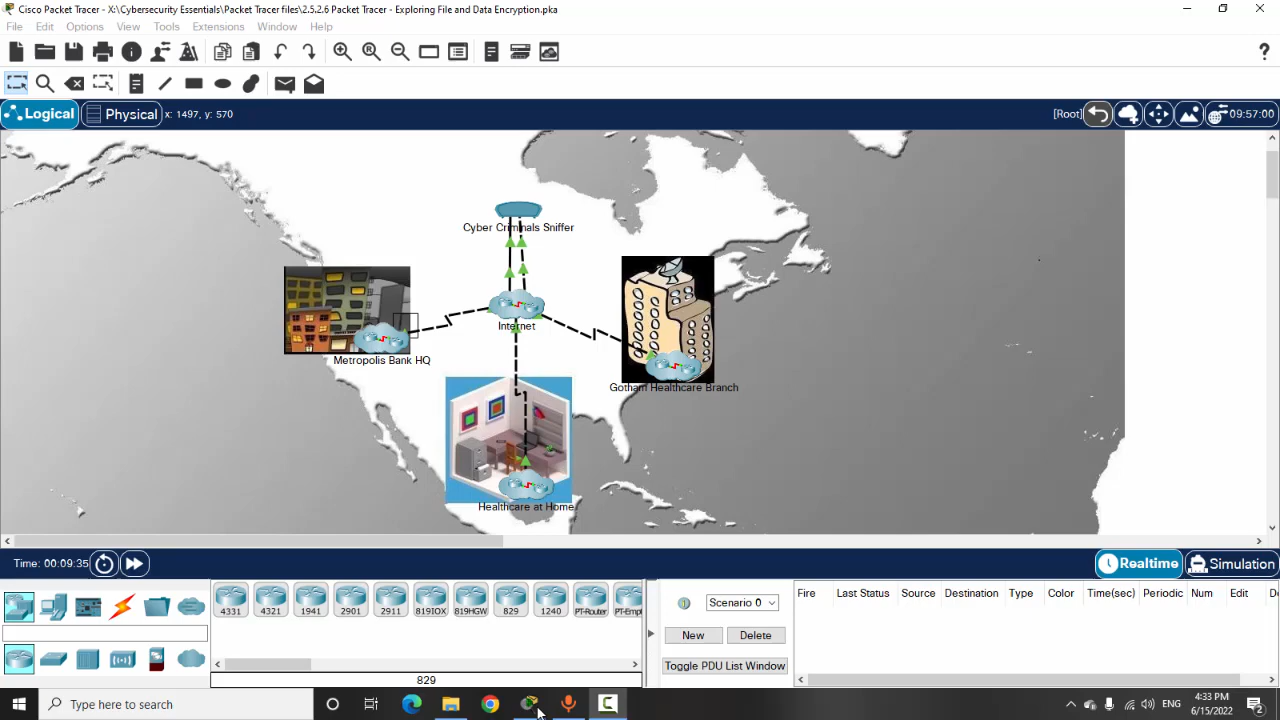 Cisco Packet Tracer - X:\Cybersecurity Essentials\Packet Tracer files\2.5.2.6 Packet Tracer - Exploring File and Data Encryption.pka
File Edit Options View Tools Extensions Window Help
Logical Physical x: 1497, y: 570 [Root] 09:57:00
Cyber Criminals Sniffer
Internet
Metropolis Bank HQ
Gotham Healthcare Branch
Healthcare at Home
Time: 00:09:35 Realtime Simulation
4331 4321 1941 2901 2911 819IOX 819HGW 829 1240 PT-Router PT-Empt
829
Scenario 0
New Delete
Toggle PDU List Window
Fire Last Status Source Destination Type Color Time(sec) Periodic Num Edit
Type here to search
ENG
4:33 PM
6/15/2022
2